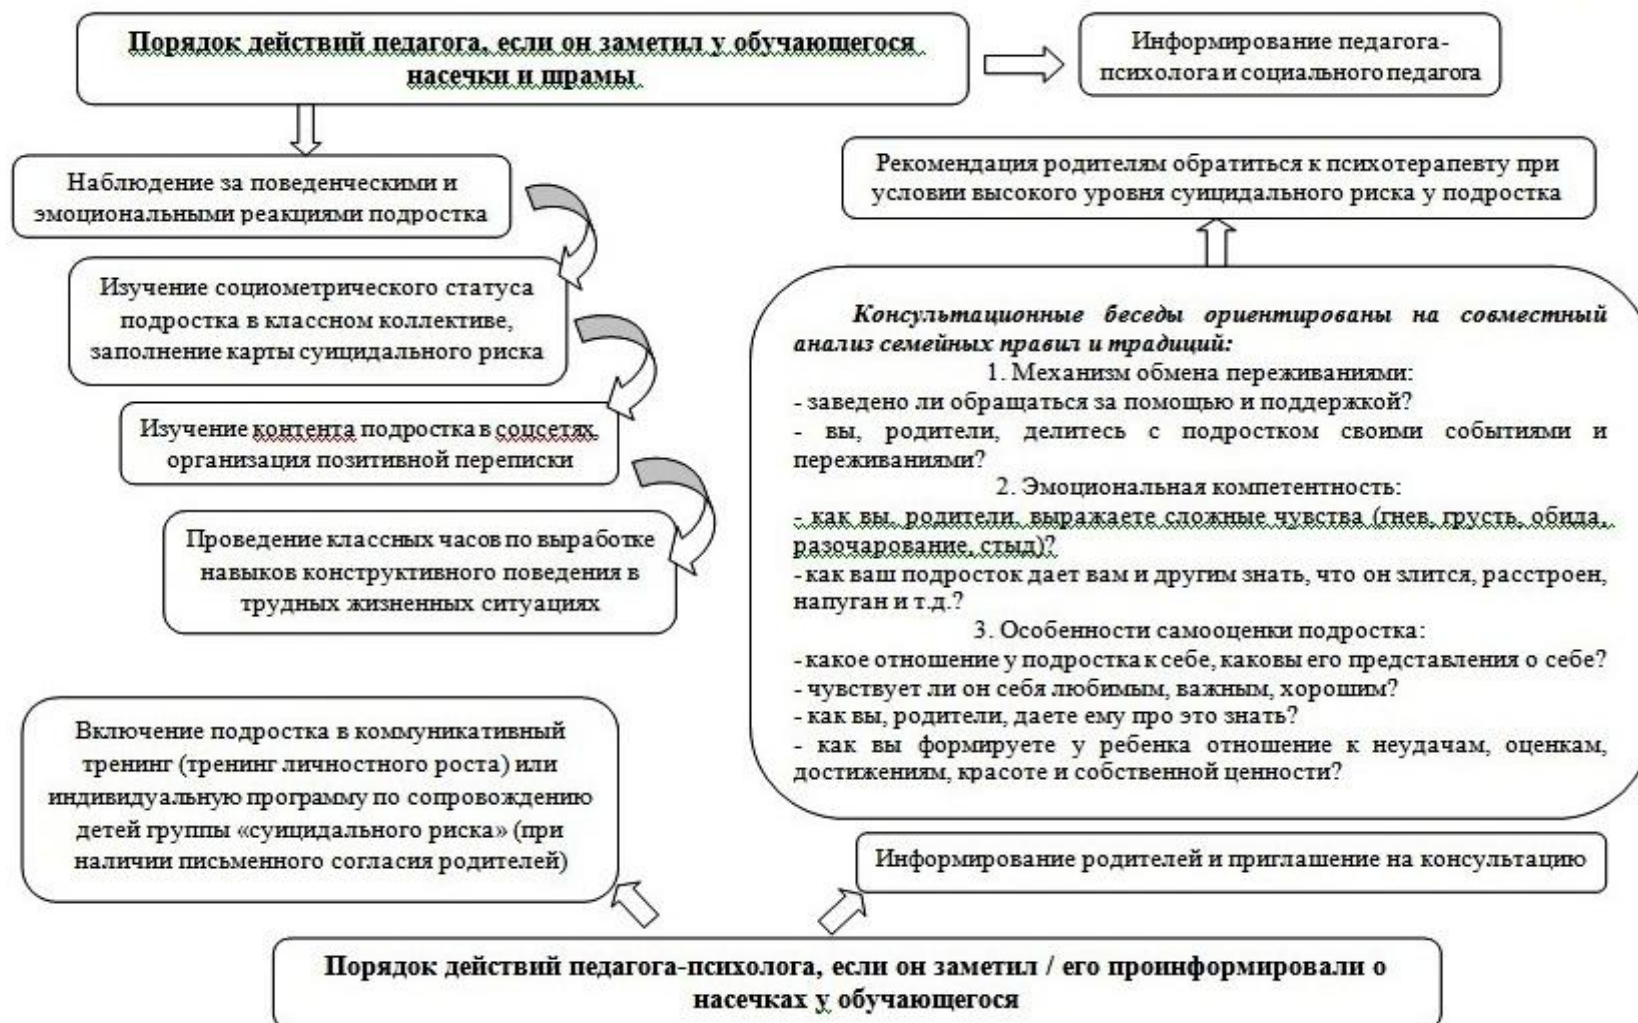 Порядок действий педагога, если он заметил у обучающегося
насечки и шрамы
Информирование педагога-
психолога и социального педагога
Наблюдение за поведенческими и
эмоциональными реакциями подростка
Изучение социометрического статуса
подростка в классном коллективе,
заполнение карты суицидального риска
Изучение контента подростка в соцсетях,
организация позитивной переписки
Проведение классных часов по выработке
навыков конструктивного поведения в
трудных жизненных ситуациях
Рекомендация родителям обратиться к психотерапевту при
условии высокого уровня суицидального риска у подростка
Консультационные беседы ориентированы на совместный
анализ семейных правил и традиций:
1. Механизм обмена переживаниями:
- заведено ли обращаться за помощью и поддержкой?
- вы, родители, делитесь с подростком своими событиями и
переживаниями?
2. Эмоциональная компетентность:
- как вы, родители, выражаете сложные чувства (гнев, грусть, обида,
разочарование, стыд)?
- как ваш подросток дает вам и другим знать, что он злится, расстроен,
напуган и т.д.?
3. Особенности самооценки подростка:
- какое отношение у подростка к себе, каковы его представления о себе?
- чувствует ли он себя любимым, важным, хорошим?
- как вы, родители, даете ему про это знать?
- как вы формируете у ребенка отношение к неудачам, оценкам,
достижениям, красоте и собственной ценности?
Включение подростка в коммуникативный
тренинг (тренинг личностного роста) или
индивидуальную программу по сопровождению
детей группы «суицидального риска» (при
наличии письменного согласия родителей)
Информирование родителей и приглашение на консультацию
Порядок действий педагога-психолога, если он заметил / его проинформировали о
насечках у обучающегося